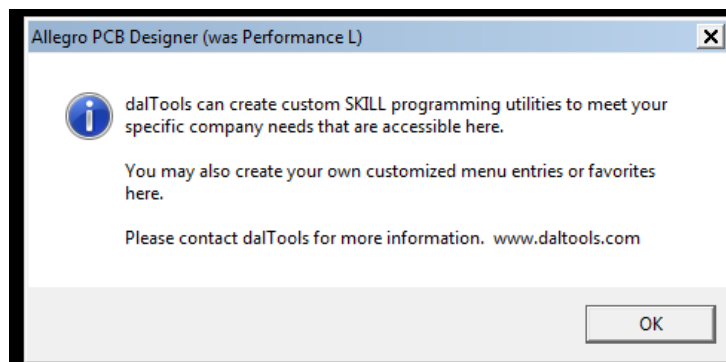 Allegro PCB Designer (was Performance L)
dalTools can create custom SKILL programming utilities to meet your
specific company needs that are accessible here.
You may also create your own customized menu entries or favorites
here.
Please contact dalTools for more information.  www.daltools.com
OK